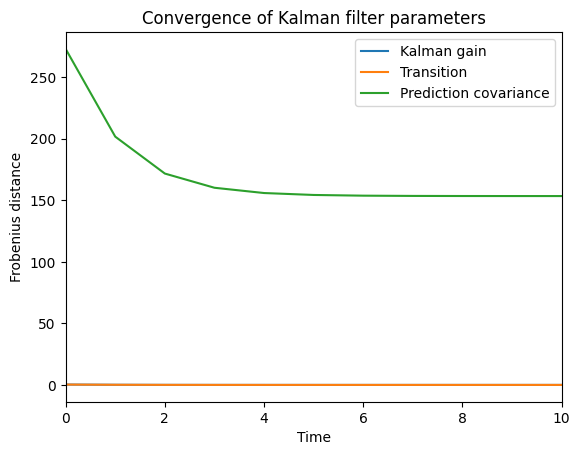 Convergence of Kalman filter parameters
Kalman gain
Transition
Prediction covariance
Frobenius distance
250
200
150
100
50
0
0 2 4 6 8 10
Time